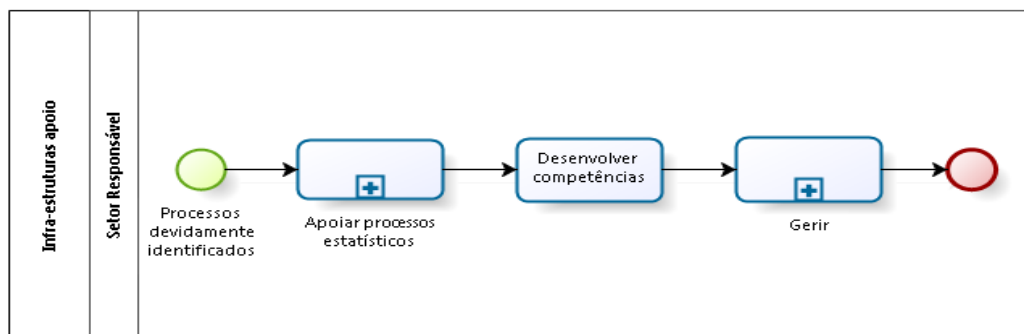 Infra-estruturas apoio
Setor Responsável
Processos
devidamente
identificados
Apoiar processos
estatísticos
Desenvolver
competências
Gerir